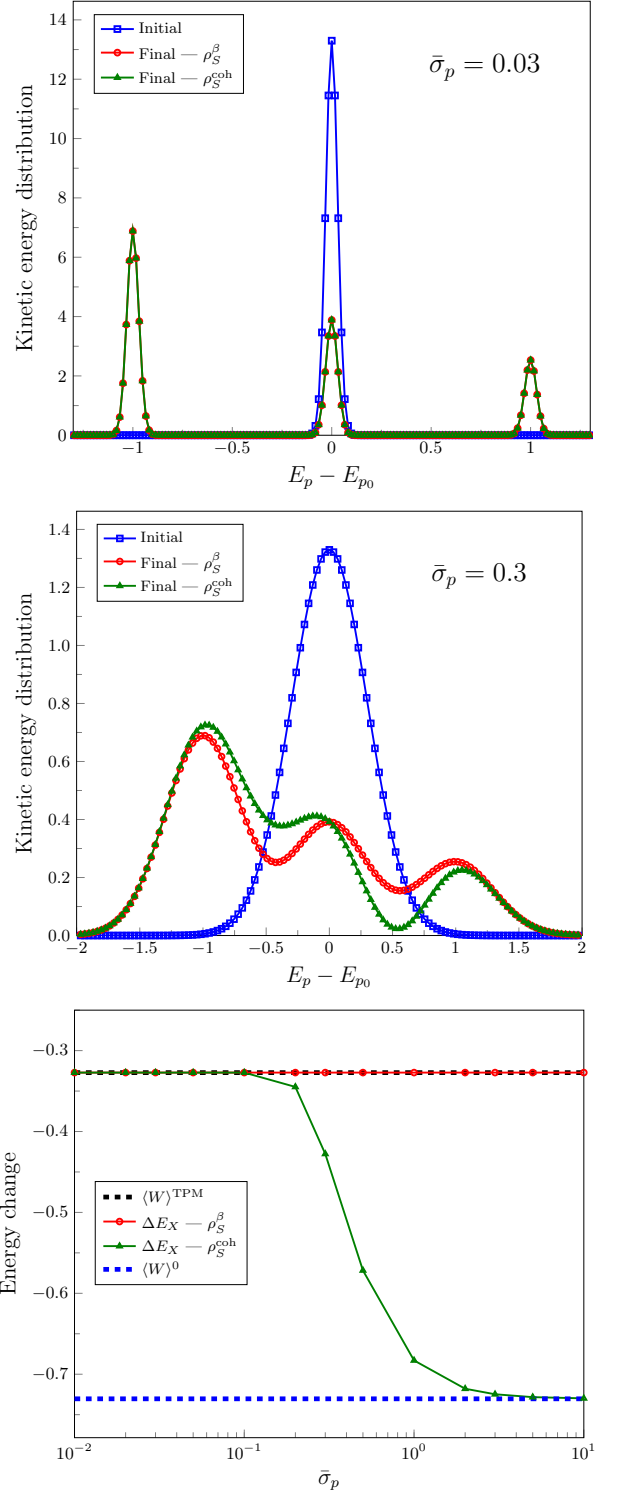 14
12
10
8
6
4
2
0
Kinetic energy distribution
Initial
Final — ρ_S^β
Final — ρ_S^coh
σ̄_p = 0.03
−1 −0.5 0 0.5 1
E_p − E_{p_0}
1.4
1.2
1.0
0.8
0.6
0.4
0.2
0.0
Kinetic energy distribution
Initial
Final — ρ_S^β
Final — ρ_S^coh
σ̄_p = 0.3
−2 −1.5 −1 −0.5 0 0.5 1 1.5 2
E_p − E_{p_0}
−0.3
−0.4
−0.5
−0.6
−0.7
Energy change
⟨W⟩^TPM
ΔE_X — ρ_S^β
ΔE_X — ρ_S^coh
⟨W⟩^0
10^−2 10^−1 10^0 10^1
σ̄_p